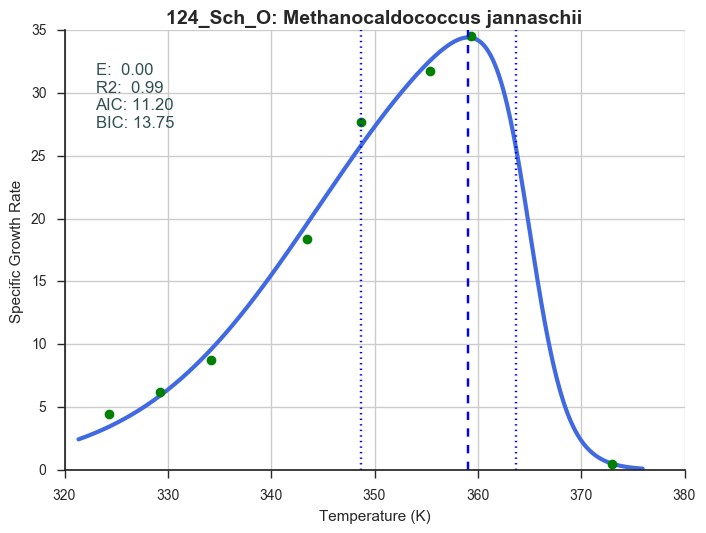 124_Sch_O: Methanocaldococcus jannaschii
E:  0.00
R2:  0.99
AIC: 11.20
BIC: 13.75
Specific Growth Rate
35
30
25
20
15
10
5
0
320 330 340 350 360 370 380
Temperature (K)